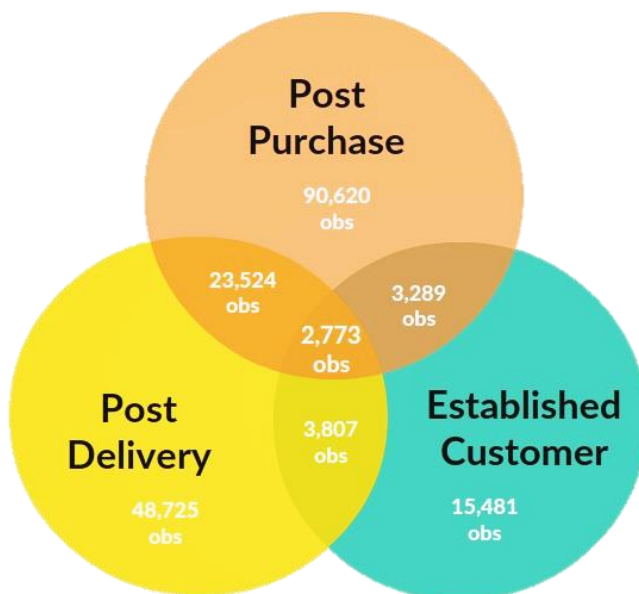 Post
Purchase
90,620
obs
23,524
obs
3,289
obs
2,773
obs
Post
Delivery
3,807
obs
Established
Customer
48,725
obs
15,481
obs